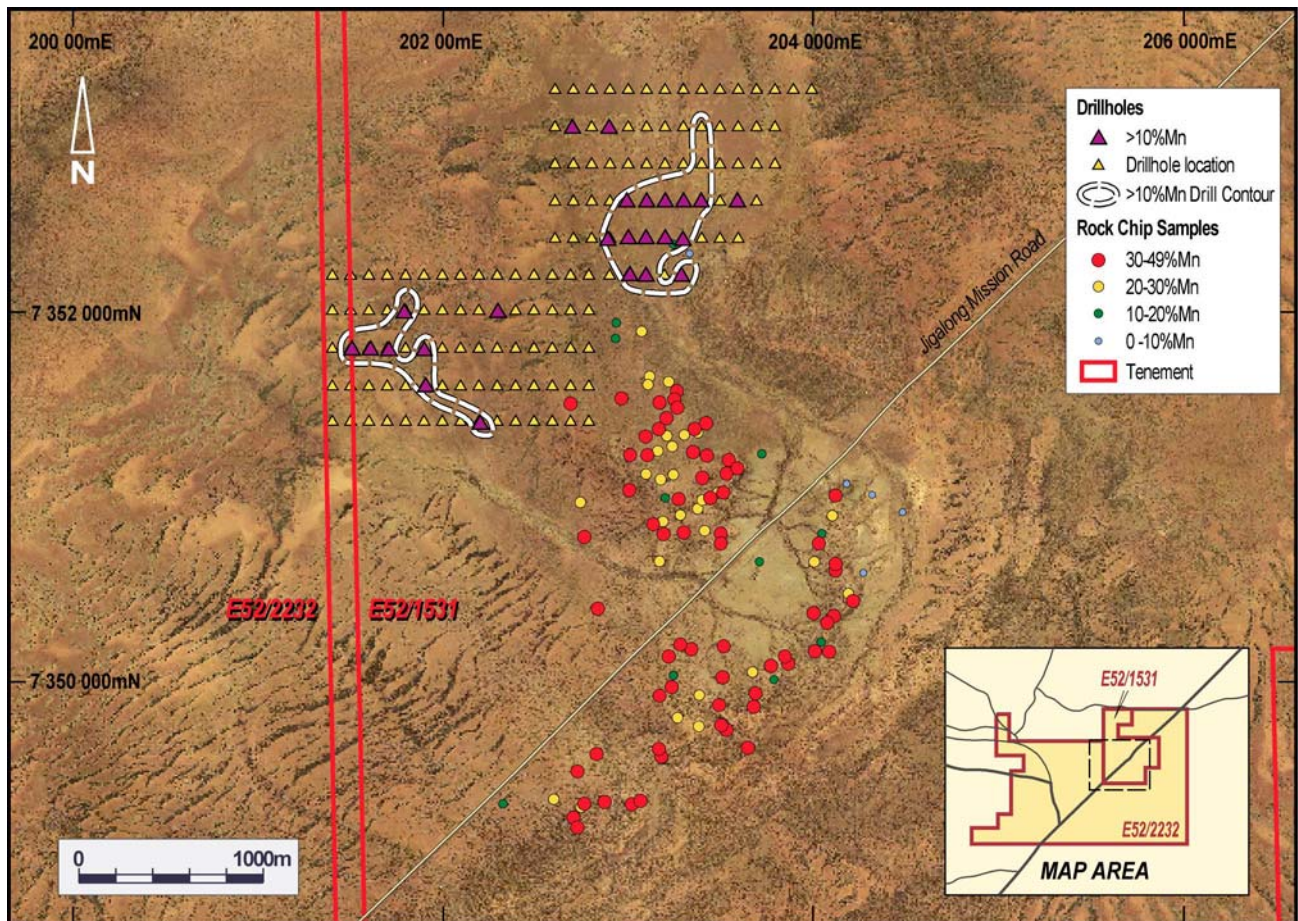 200 00mE
202 00mE
204 000mE
206 000mE
N
Drillholes
>10%Mn
Drillhole location
>10%Mn Drill Contour
Rock Chip Samples
30-49%Mn
20-30%Mn
10-20%Mn
0 -10%Mn
Tenement
Jigalong Mission Road
7 352 000mN
E52/2232
E52/1531
7 350 000mN
E52/1531
E52/2232
MAP AREA
0
1000m